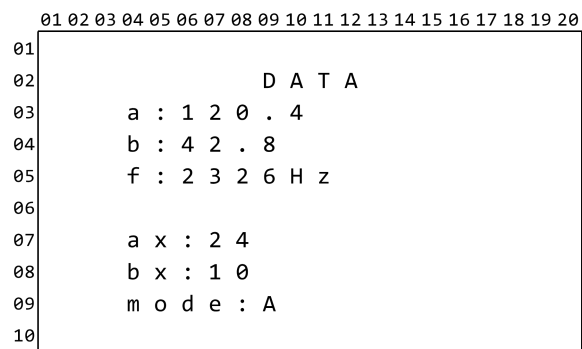 01 02 03 04 05 06 07 08 09 10 11 12 13 14 15 16 17 18 19 20
01
02 D A T A
03 a : 1 2 0 . 4
04 b : 4 2 . 8
05 f : 2 3 2 6 H z
06
07 a x : 2 4
08 b x : 1 0
09 m o d e : A
10